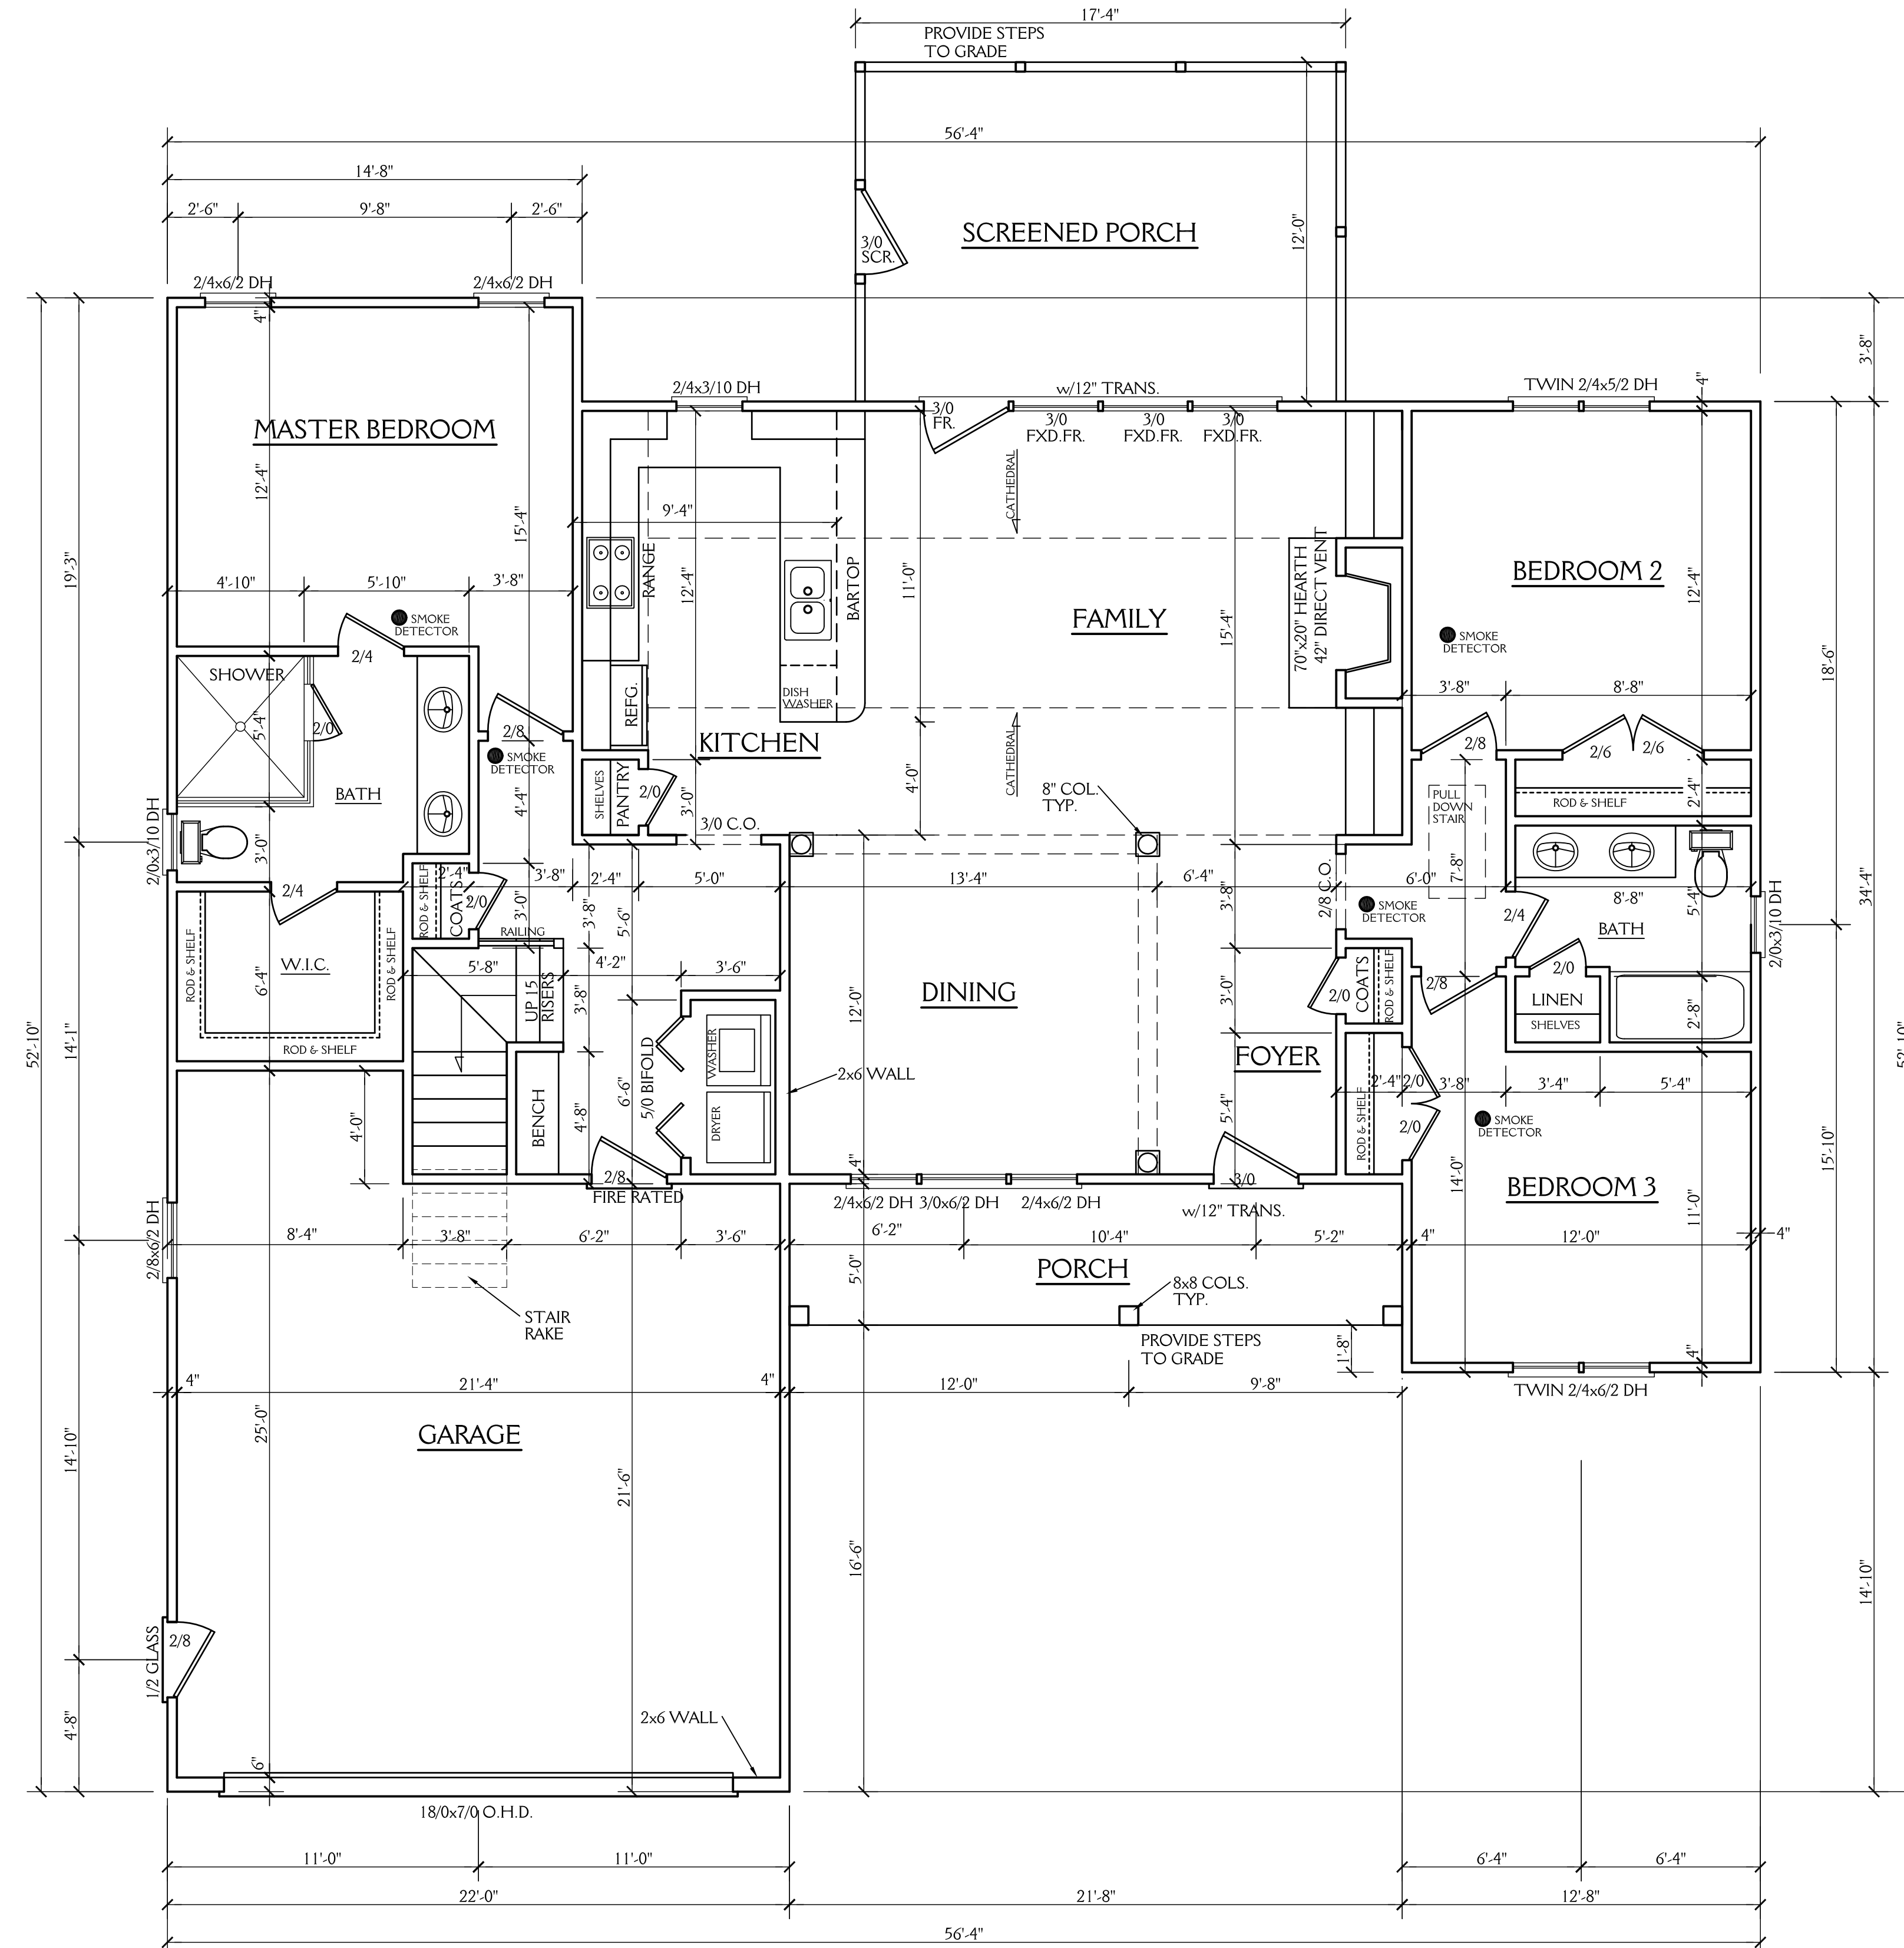 17'-4"
PROVIDE STEPS
TO GRADE
56'-4"
14'-8"
2'-6"
9'-8"
2'-6"
3/0
SCR.
SCREENED PORCH
12'-0"
2/4x6/2 DH
2/4x6/2 DH
4"
3'-8"
2/4x3/10 DH
w/12" TRANS.
TWIN 2/4x5/2 DH
4"
3/0
FR.
3/0
FXD.FR.
3/0
FXD.FR.
3/0
FXD.FR.
MASTER BEDROOM
12'-4"
15'-4"
CATHEDRAL
9'-4"
RANGE
12'-4"
BARTOP
11'-0"
FAMILY
15'-4"
70"x20" HEARTH
42" DIRECT VENT
BEDROOM 2
12'-4"
19'-3"
4'-10"
5'-10"
3'-8"
SMOKE
DETECTOR
2/4
SMOKE
DETECTOR
18'-6"
SHOWER
5'-4"
2/0
REFG.
DISH
WASHER
3'-8"
8'-8"
2/8
SMOKE
DETECTOR
KITCHEN
2/8
2/6
2/6
BATH
4'-4"
SHELVES
PANTRY
2/0
3'-0"
4'-0"
CATHEDRAL
8" COL.
TYP.
PULL
DOWN
STAIR
ROD & SHELF
2'-4"
2/0x3/10 DH
3'-0"
3/0 C.O.
2/4
ROD & SHELF
2'-4"
COATS
2/0
3'-0"
3'-8"
2'-4"
5'-0"
13'-4"
6'-4"
3'-8"
2/8 C.O.
6'-0"
7'-8"
8'-8"
5'-4"
34'-4"
SMOKE
DETECTOR
2/4
BATH
2/0x3/10 DH
RAILING
3'-8"
5'-6"
W.I.C.
ROD & SHELF
ROD & SHELF
ROD & SHELF
6'-4"
5'-8"
UP 15
RISERS
4'-2"
3'-6"
3'-8"
DINING
12'-0"
3'-0"
2/0
COATS
ROD & SHELF
2/8
2/0
LINEN
SHELVES
2'-8"
52'-10"
14'-1"
WASHER
DRYER
5/0 BIFOLD
6'-6"
4'-8"
BENCH
2x6 WALL
FOYER
5'-4"
ROD & SHELF
2'-4"
2/0
3'-8"
3'-4"
5'-4"
2/0
SMOKE
DETECTOR
52'-10"
4'-0"
2/8
FIRE RATED
4"
2/4x6/2 DH
3/0x6/2 DH
2/4x6/2 DH
3/0
w/12" TRANS.
14'-0"
BEDROOM 3
11'-0"
15'-10"
2/8x6/2 DH
8'-4"
3'-8"
6'-2"
3'-6"
6'-2"
10'-4"
5'-2"
4"
12'-0"
4"
5'-0"
PORCH
8x8 COLS.
TYP.
STAIR
RAKE
PROVIDE STEPS
TO GRADE
1'-8"
4"
4"
21'-4"
4"
12'-0"
9'-8"
TWIN 2/4x6/2 DH
GARAGE
25'-0"
21'-6"
14'-10"
16'-6"
14'-10"
1/2 GLASS
2/8
4'-8"
2x6 WALL
6"
18/0x7/0 O.H.D.
11'-0"
11'-0"
6'-4"
6'-4"
22'-0"
21'-8"
12'-8"
56'-4"